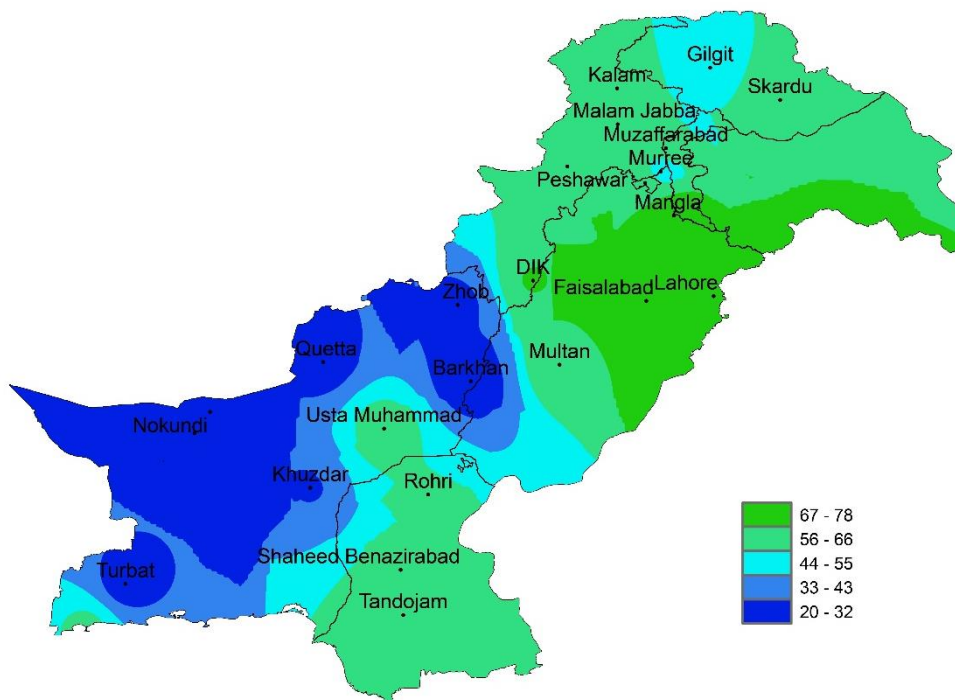 Gilgit
Kalam
Skardu
Malam Jabba
Muzaffarabad
Murree
Peshawar
Mangla
DIK
Zhob
Faisalabad
Lahore
Quetta
Multan
Barkhan
Usta Muhammad
Nokundi
Khuzdar
Rohri
67 - 78
56 - 66
44 - 55
33 - 43
20 - 32
Shaheed Benazirabad
Turbat
Tandojam